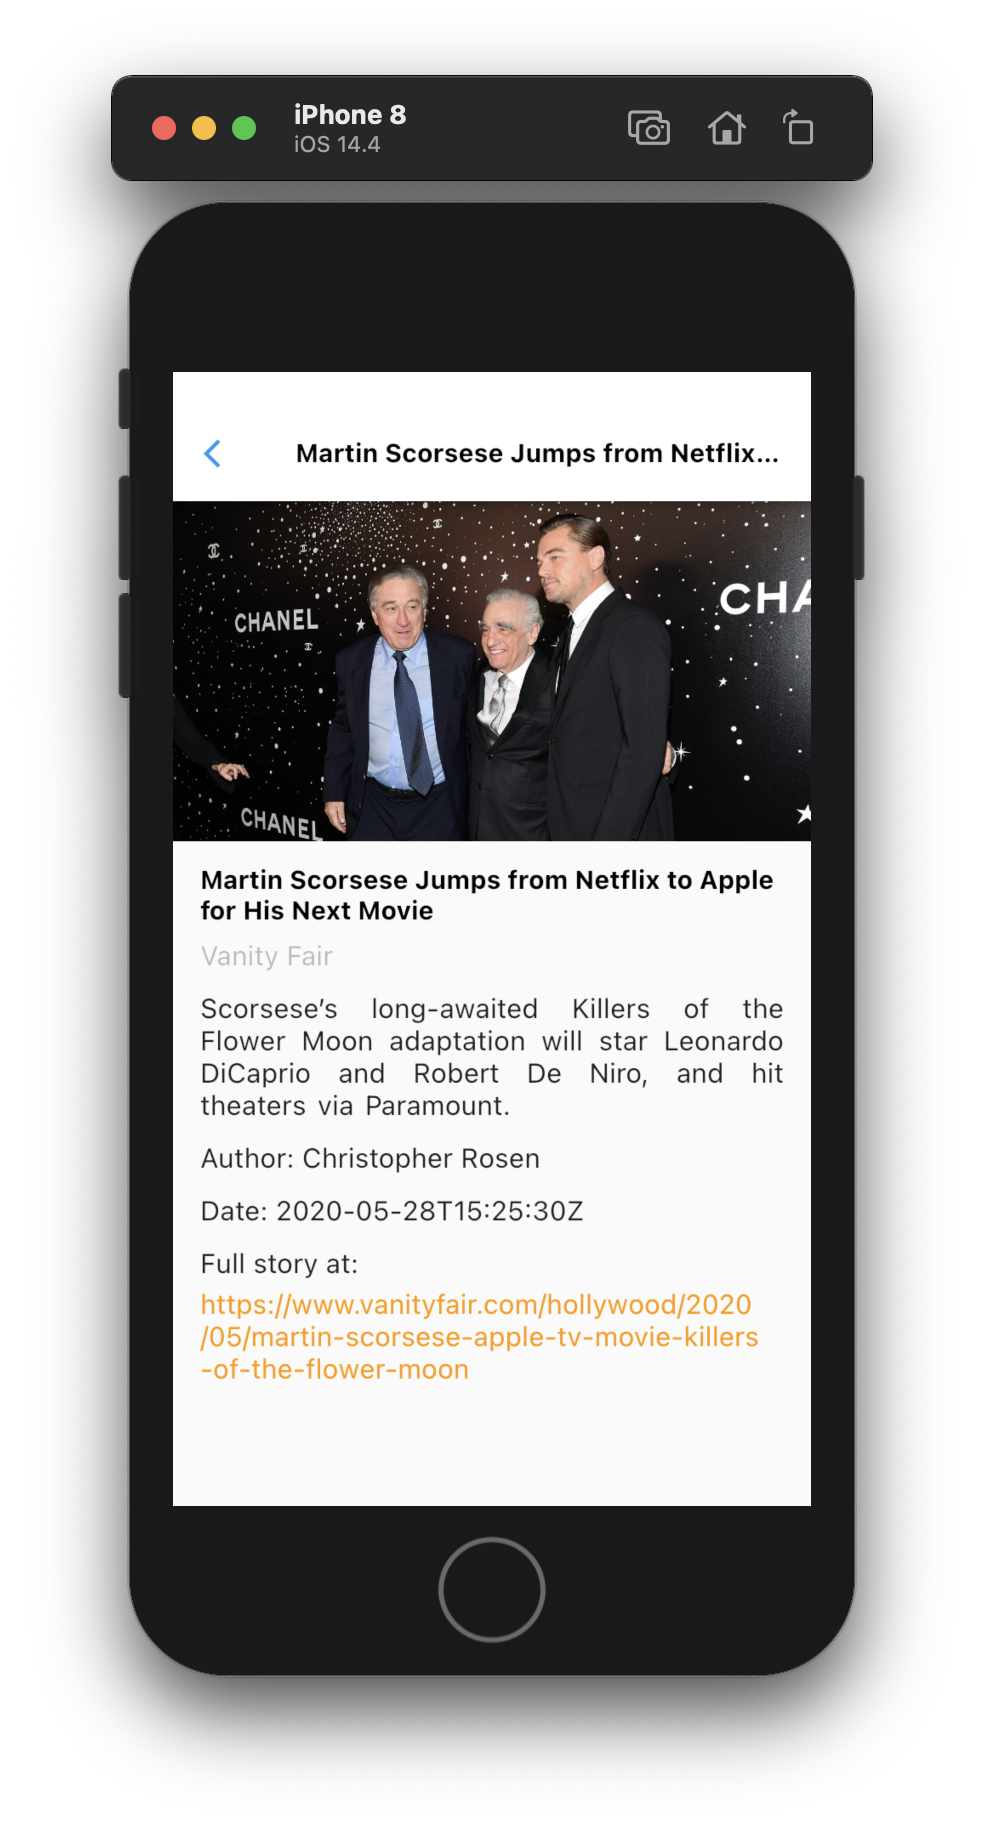 iPhone 8
iOS 14.4
Martin Scorsese Jumps from Netflix...
CHANEL
CHA
CHANEL
Martin Scorsese Jumps from Netflix to Apple
for His Next Movie
Vanity Fair
Scorsese’s long-awaited Killers of the
Flower Moon adaptation will star Leonardo
DiCaprio and Robert De Niro, and hit
theaters via Paramount.
Author: Christopher Rosen
Date: 2020-05-28T15:25:30Z
Full story at:
https://www.vanityfair.com/hollywood/2020
/05/martin-scorsese-apple-tv-movie-killers
-of-the-flower-moon